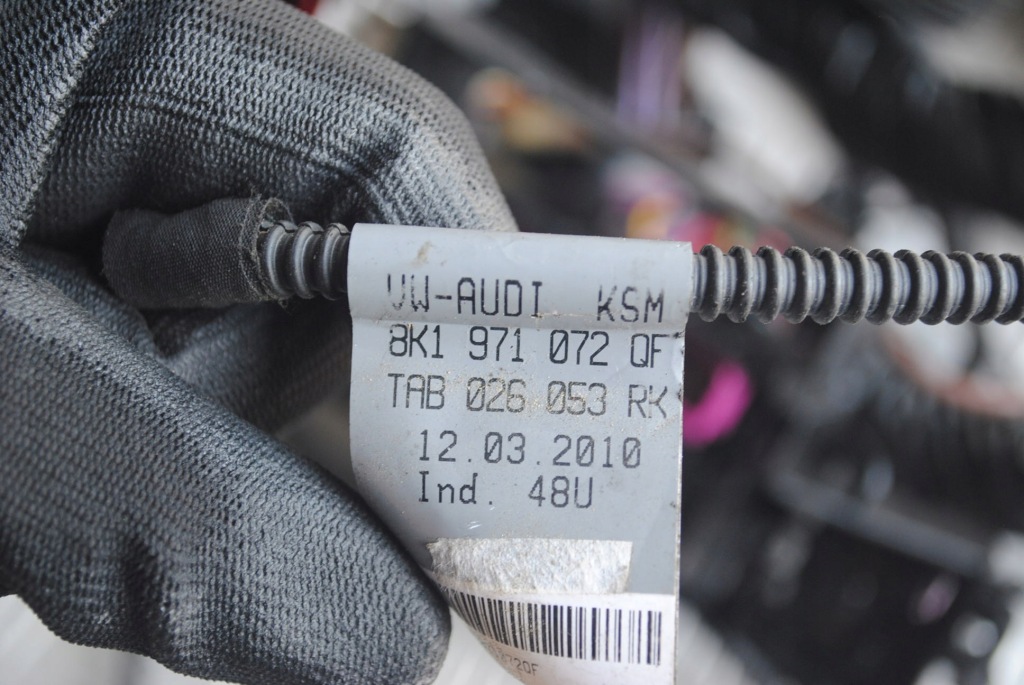 VW-AUDI KSM
8K1 971 072 QF
TAB 026 053 RK
12.03.2010
Ind. 48U